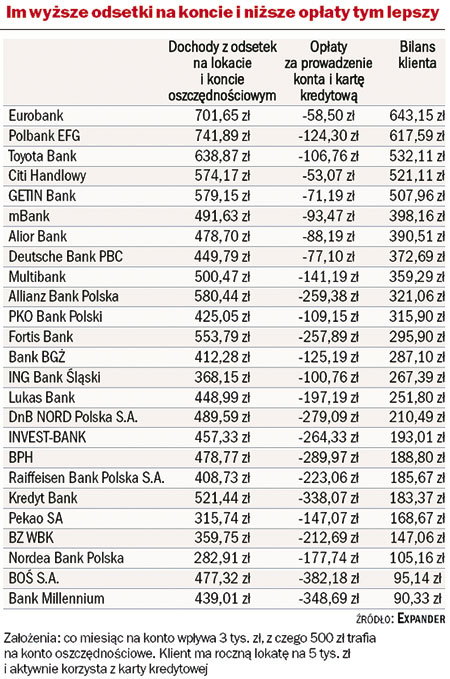 Im wyższe odsetki na koncie i niższe opłaty tym lepszy
Dochody z odsetek na lokacie i koncie oszczędnościowym Opłaty za prowadzenie konta i kartę kredytową Bilans klienta
Eurobank 701,65 zł -58,50 zł 643,15 zł
Polbank EFG 741,89 zł -124,30 zł 617,59 zł
Toyota Bank 638,87 zł -106,76 zł 532,11 zł
Citi Handlowy 574,17 zł -53,07 zł 521,11 zł
GETIN Bank 579,15 zł -71,19 zł 507,96 zł
mBank 491,63 zł -93,47 zł 398,16 zł
Alior Bank 478,70 zł -88,19 zł 390,51 zł
Deutsche Bank PBC 449,79 zł -77,10 zł 372,69 zł
Multibank 500,47 zł -141,19 zł 359,29 zł
Allianz Bank Polska 580,44 zł -259,38 zł 321,06 zł
PKO Bank Polski 425,05 zł -109,15 zł 315,90 zł
Fortis Bank 553,79 zł -257,89 zł 295,90 zł
Bank BGŻ 412,28 zł -125,19 zł 287,10 zł
ING Bank Śląski 368,15 zł -100,76 zł 267,39 zł
Lukas Bank 448,99 zł -197,19 zł 251,80 zł
DnB NORD Polska S.A. 489,59 zł -279,09 zł 210,49 zł
INVEST-BANK 457,33 zł -264,33 zł 193,01 zł
BPH 478,77 zł -289,97 zł 188,80 zł
Raiffeisen Bank Polska S.A. 408,73 zł -223,06 zł 185,67 zł
Kredyt Bank 521,44 zł -338,07 zł 183,37 zł
Pekao SA 315,74 zł -147,07 zł 168,67 zł
BZ WBK 359,75 zł -212,69 zł 147,06 zł
Nordea Bank Polska 282,91 zł -177,74 zł 105,16 zł
BOŚ S.A. 477,32 zł -382,18 zł 95,14 zł
Bank Millennium 439,01 zł -348,69 zł 90,33 zł
ŹRÓDŁO: EXPANDER
Założenia: co miesiąc na konto wpływa 3 tys. zł, z czego 500 zł trafia
na konto oszczędnościowe. Klient ma roczną lokatę na 5 tys. zł
i aktywnie korzysta z karty kredytowej